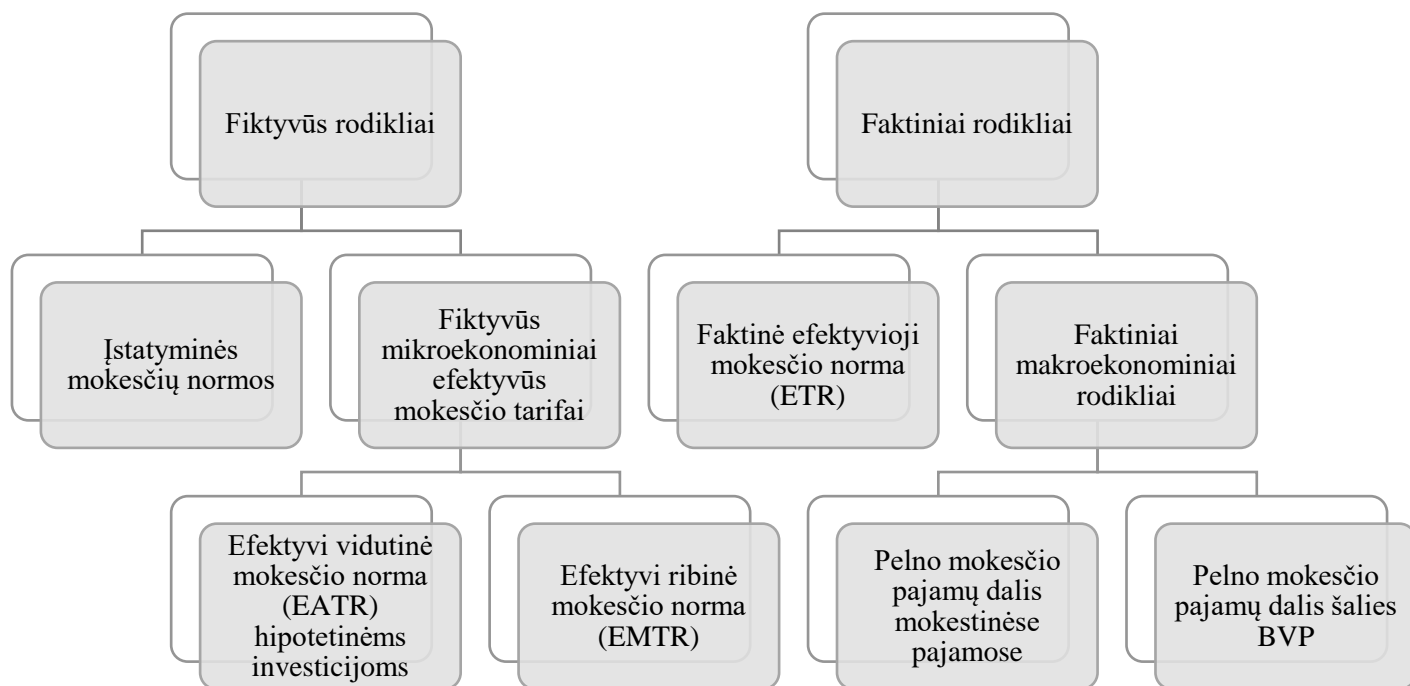 Fiktyvūs rodikliai
Faktiniai rodikliai
Įstatyminės
mokesčių normos
Fiktyvūs
mikroekonominiai
efektyvūs
mokesčio tarifai
Faktinė efektyvioji
mokesčio norma
(ETR)
Faktiniai
makroekonominiai
rodikliai
Efektyvi vidutinė
mokesčio norma
(EATR)
hipotetinėms
investicijoms
Efektyvi ribinė
mokesčio norma
(EMTR)
Pelno mokesčio
pajamų dalis
mokestinėse
pajamose
Pelno mokesčio
pajamų dalis šalies
BVP